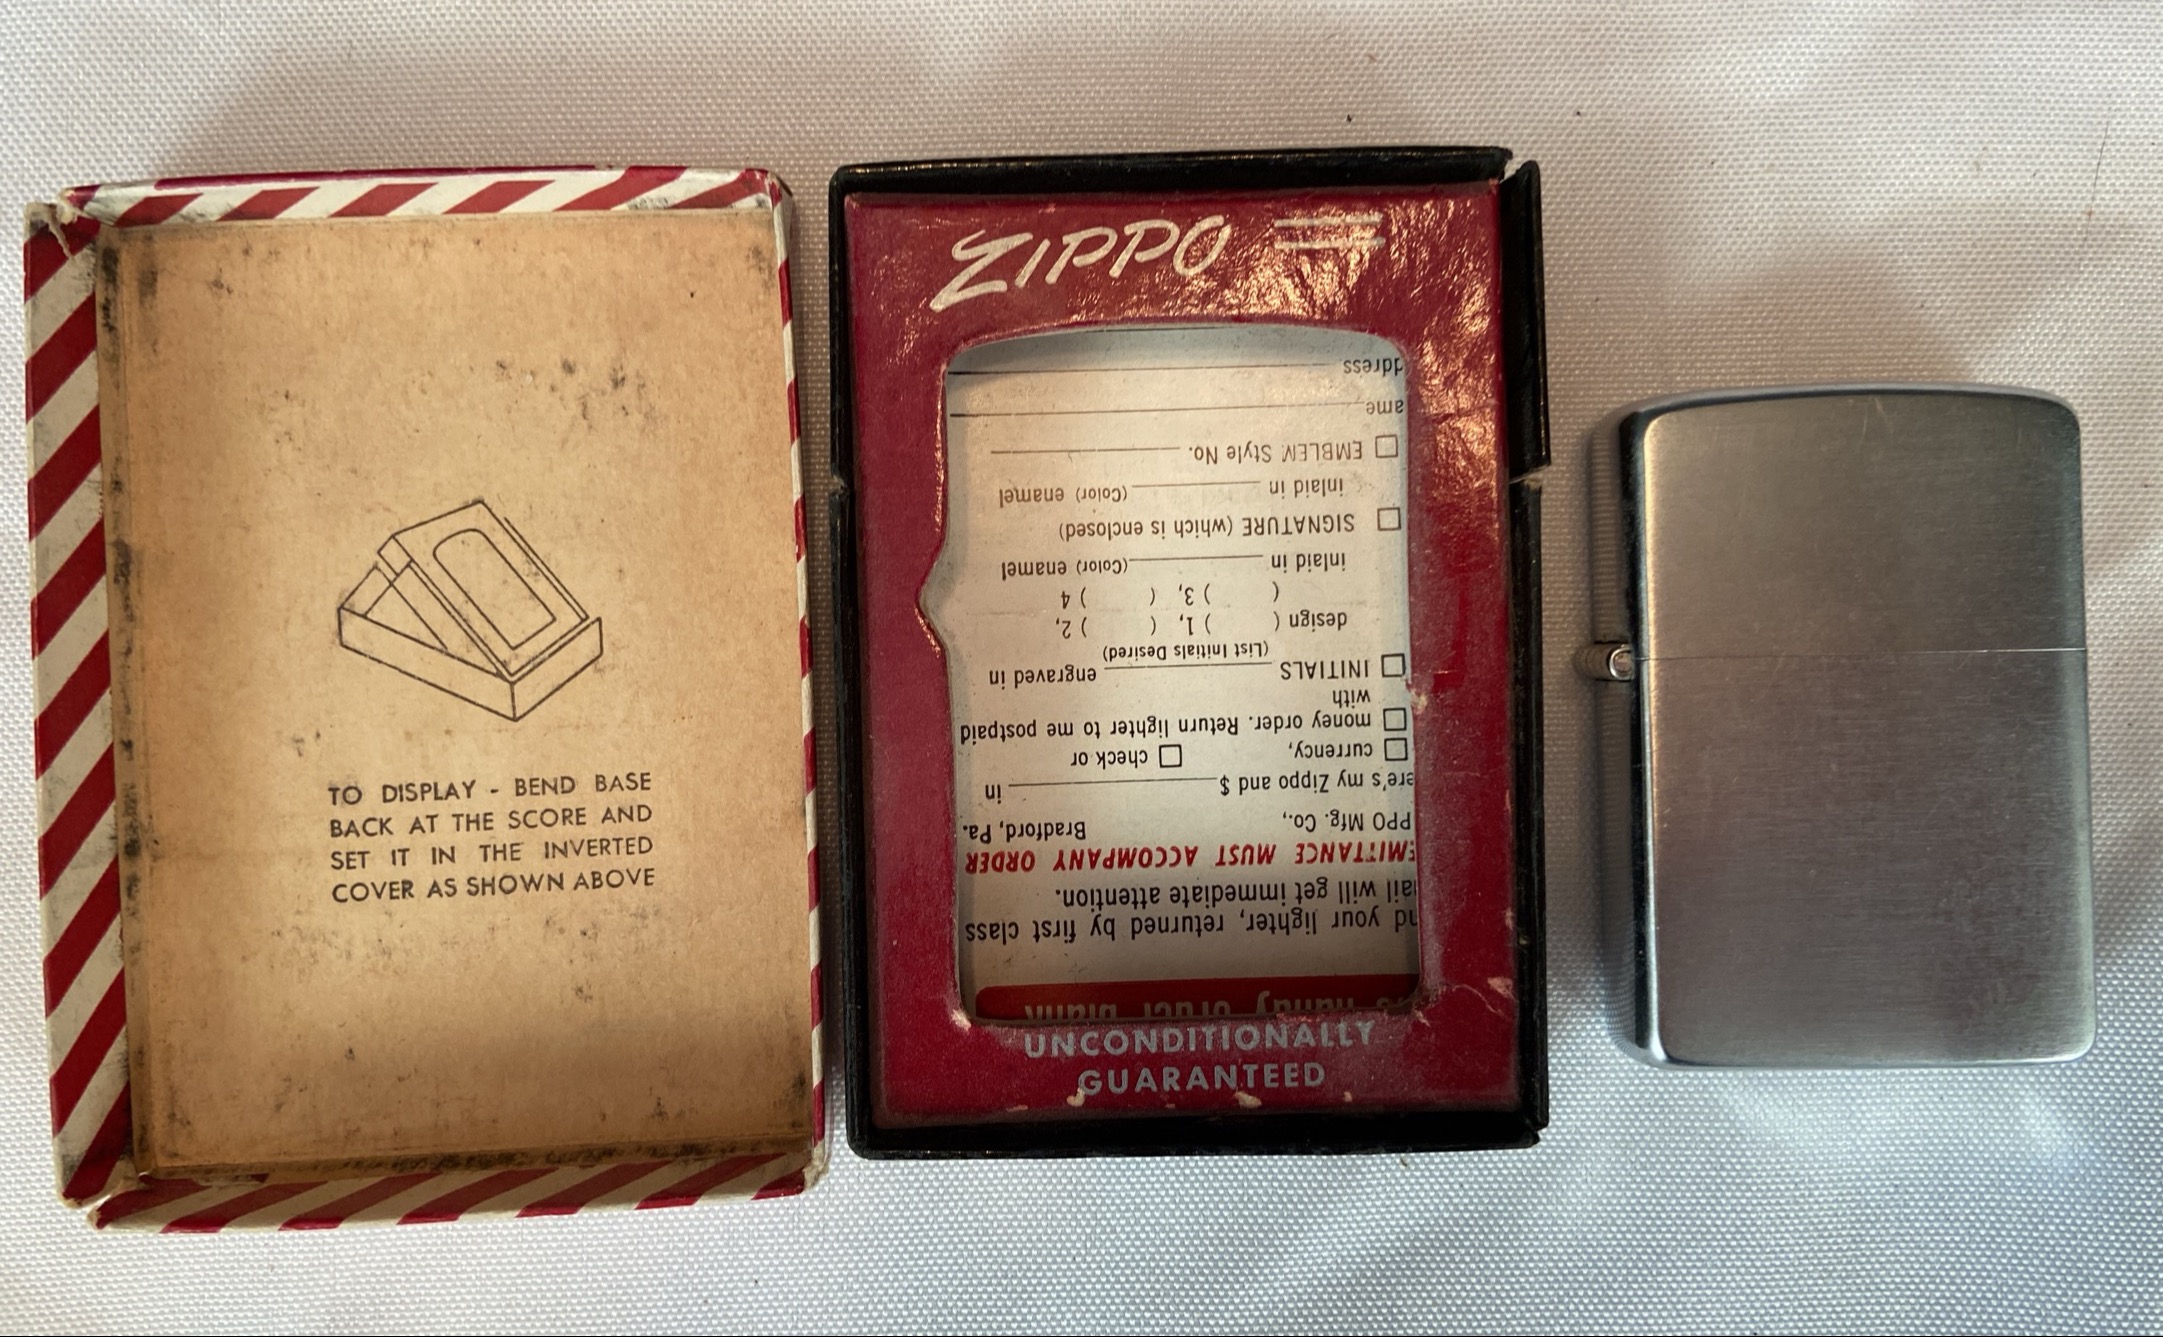 TO DISPLAY - BEND BASE
BACK AT THE SCORE AND
SET IT IN THE INVERTED
COVER AS SHOWN ABOVE
ZIPPO
handy order blank
nd your lighter, returned by first class
ail will get immediate attention.
EMITTANCE MUST ACCOMPANY ORDER
PPO Mfg. Co., Bradford, Pa.
ere's my Zippo and $ in
currency, check or
money order. Return lighter to me postpaid
with
INITIALS engraved in
(List Initials Desired)
design ( ) 1, ( ) 2,
( ) 3, ( ) 4
inlaid in (Color) enamel
SIGNATURE (which is enclosed)
inlaid in (Color) enamel
EMBLEM Style No.
ame
ddress
UNCONDITIONALLY
GUARANTEED